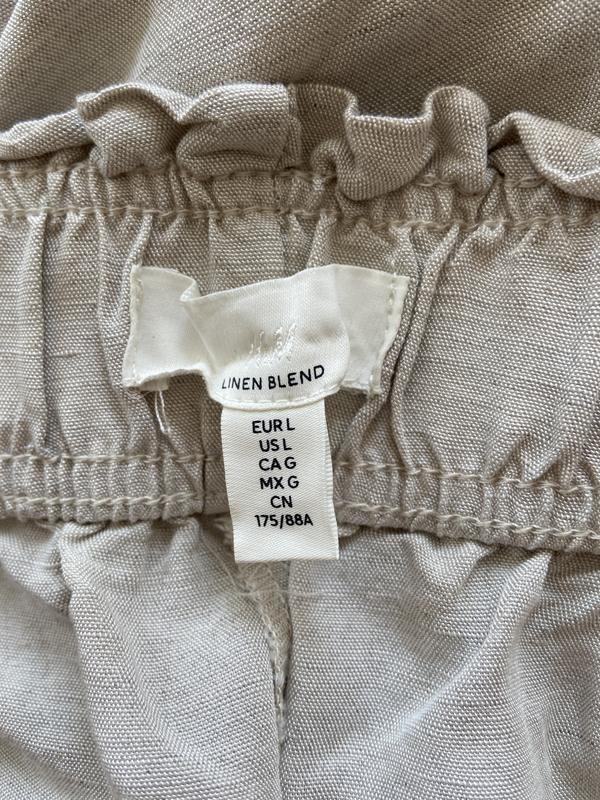 H&M
LINEN BLEND
EUR L
US L
CA G
MX G
CN
175/88A